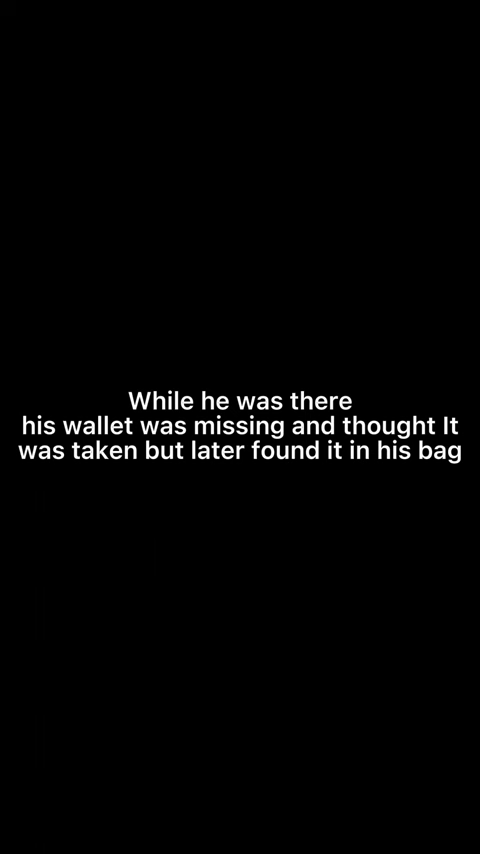 While he was there
his wallet was missing and thought It
was taken but later found it in his bag